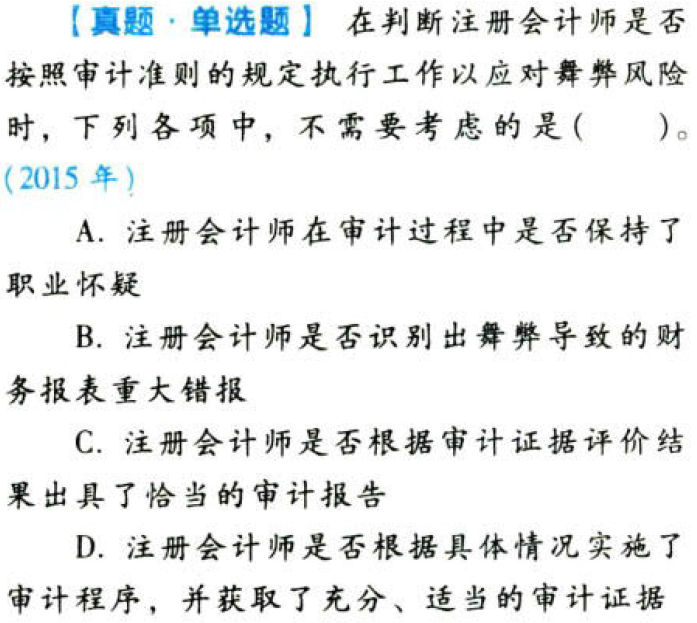 【真题·单选题】 在判断注册会计师是否
按照审计准则的规定执行工作以应对舞弊风险
时，下列各项中，不需要考虑的是(　　)。
(2015 年)
A. 注册会计师在审计过程中是否保持了
职业怀疑
B. 注册会计师是否识别出舞弊导致的财
务报表重大错报
C. 注册会计师是否根据审计证据评价结
果出具了恰当的审计报告
D. 注册会计师是否根据具体情况实施了
审计程序，并获取了充分、适当的审计证据